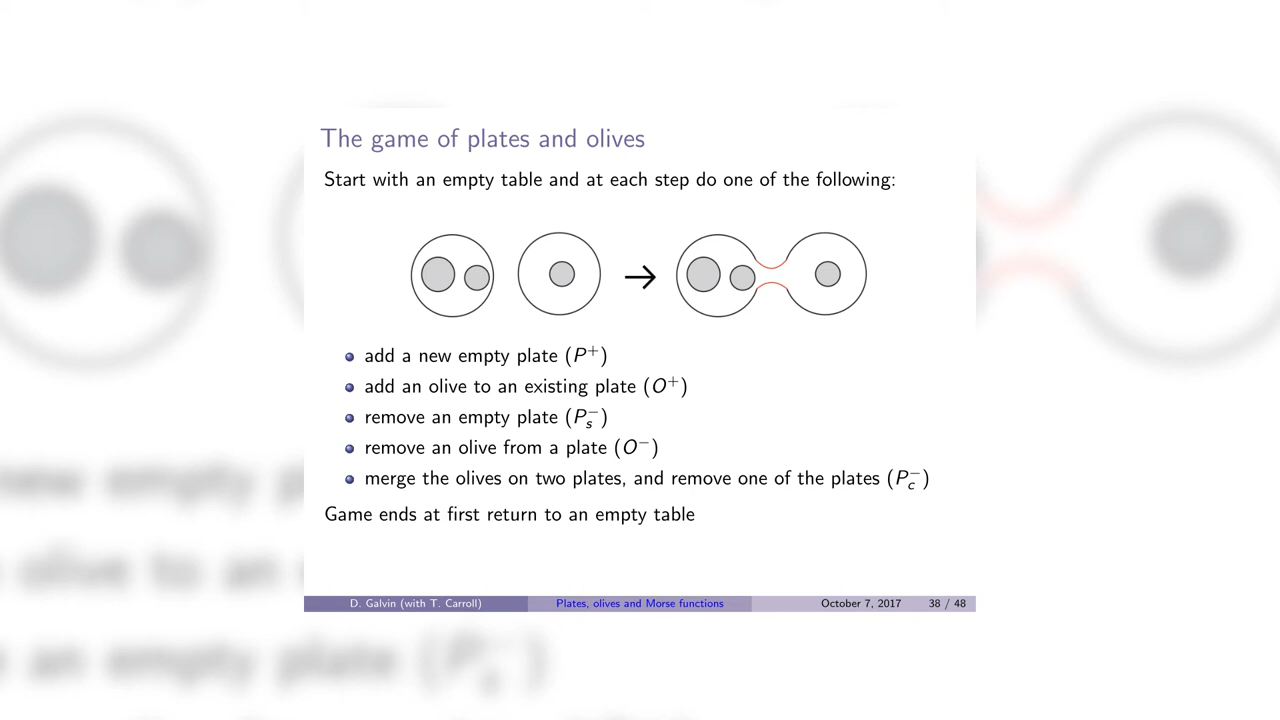 The game of plates and olives
Start with an empty table and at each step do one of the following:
add a new empty plate (P⁺)
add an olive to an existing plate (O⁺)
remove an empty plate (Pₛ⁻)
remove an olive from a plate (O⁻)
merge the olives on two plates, and remove one of the plates (P_c⁻)
Game ends at first return to an empty table
D. Galvin (with T. Carroll) Plates, olives and Morse functions October 7, 2017 38 / 48